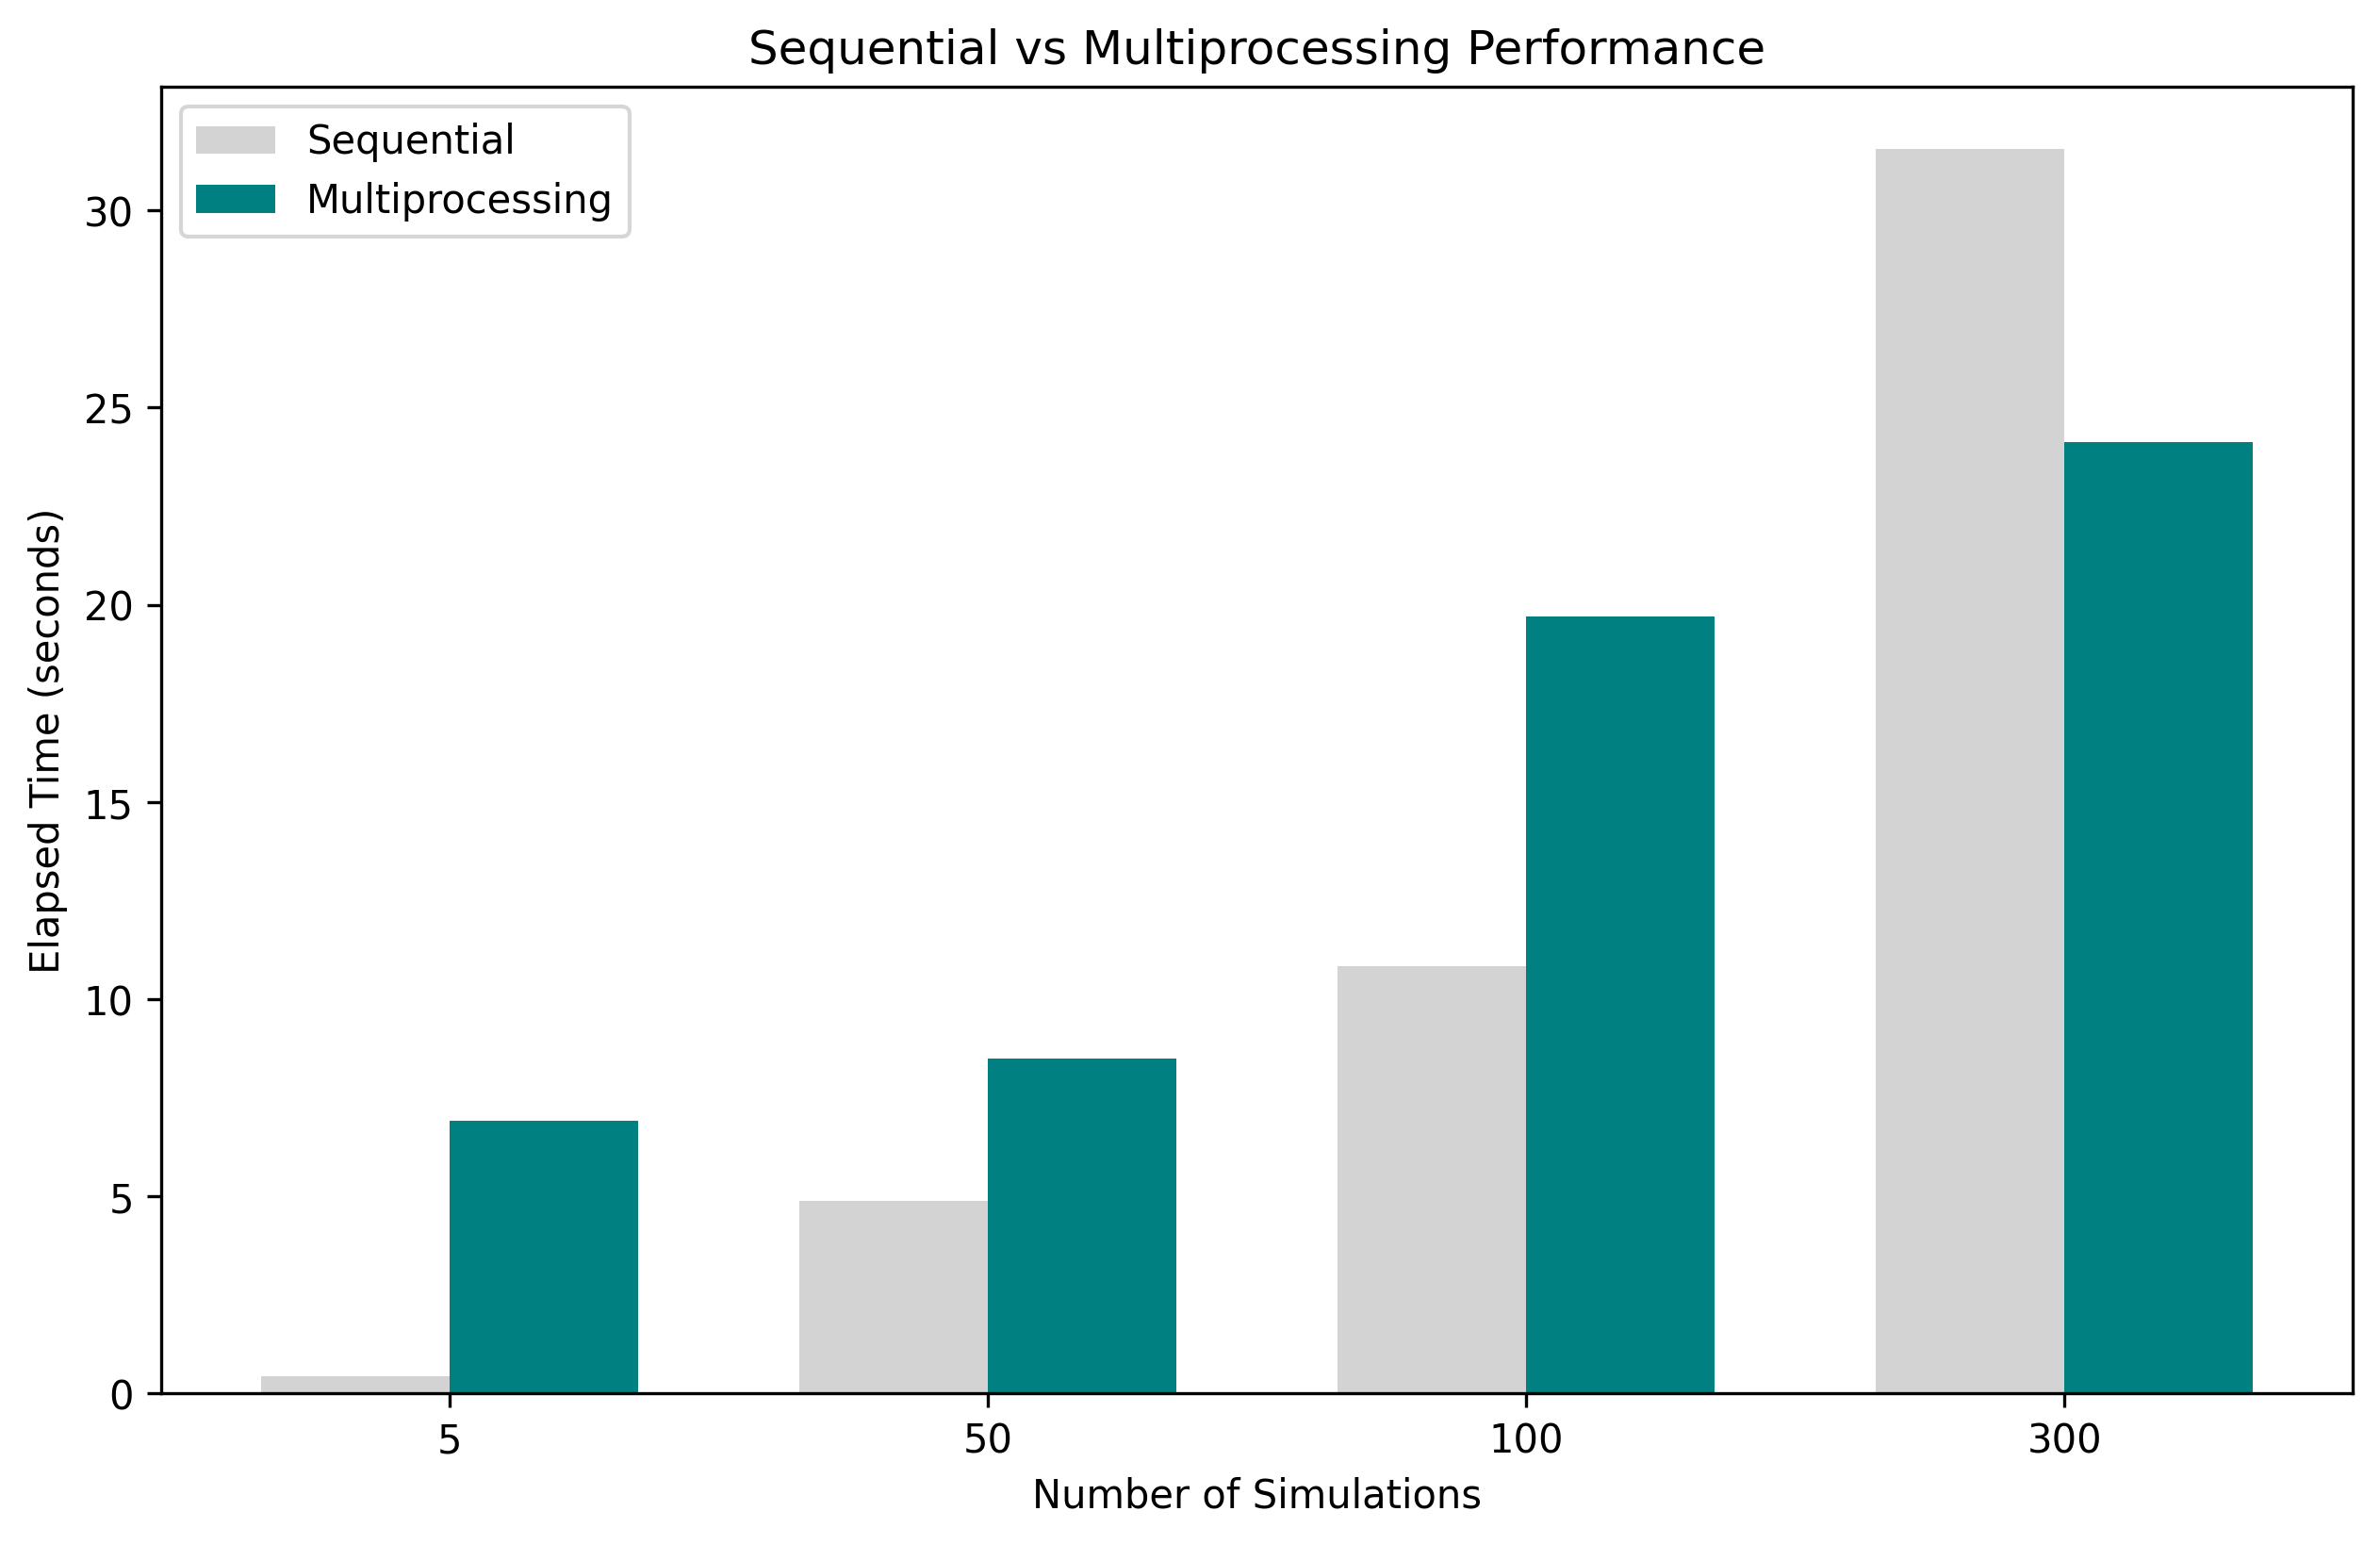 Sequential vs Multiprocessing Performance
Sequential
Multiprocessing
Elapsed Time (seconds)
30
25
20
15
10
5
0
5
50
100
300
Number of Simulations